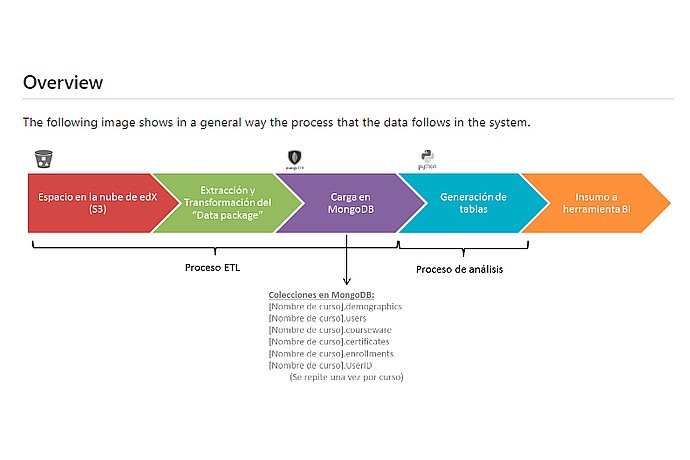 Overview
The following image shows in a general way the process that the data follows in the system.
mongoDB
python
Espacio en la nube de edX
(S3)
Extracción y
Transformación del
"Data package"
Carga en
MongoDB
Generación de
tablas
Insumo a
herramienta BI
Proceso ETL
Proceso de análisis
Colecciones en MongoDB:
[Nombre de curso].demographics
[Nombre de curso].users
[Nombre de curso].courseware
[Nombre de curso].certificates
[Nombre de curso].enrollments
[Nombre de curso].UserID
(Se repite una vez por curso)